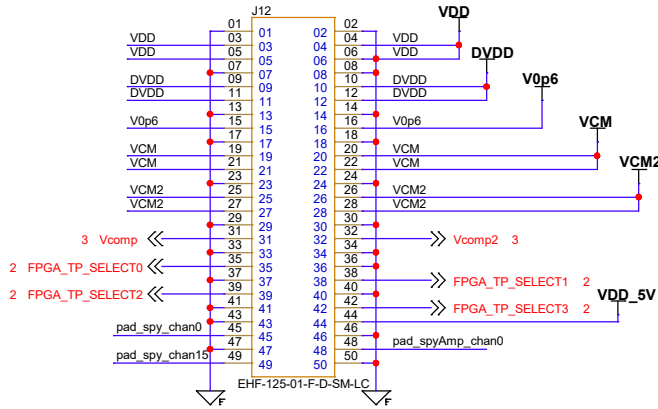 J12
VDD
01 01 02 02
VDD 03 03 04 04 VDD
VDD 05 05 06 06 VDD
DVDD
07 07 08 08
DVDD 09 09 10 10 DVDD
V0p6
DVDD 11 11 12 12 DVDD
13 13 14 14
V0p6 15 15 16 16 V0p6
VCM
17 17 18 18
VCM 19 19 20 20 VCM
VCM 21 21 22 22 VCM
VCM2
23 23 24 24
VCM2 25 25 26 26 VCM2
VCM2 27 27 28 28 VCM2
29 29 30 30
3 Vcomp 31 31 32 32 Vcomp2 3
33 33 34 34
2 FPGA_TP_SELECT0 35 35 36 36
37 37 38 38 FPGA_TP_SELECT1 2
2 FPGA_TP_SELECT2 39 39 40 40
VDD_5V
41 41 42 42 FPGA_TP_SELECT3 2
43 43 44 44
pad_spy_chan0 45 45 46 46
47 47 48 48 pad_spyAmp_chan0
pad_spy_chan15 49 49 50 50
EHF-125-01-F-D-SM-LC
F F